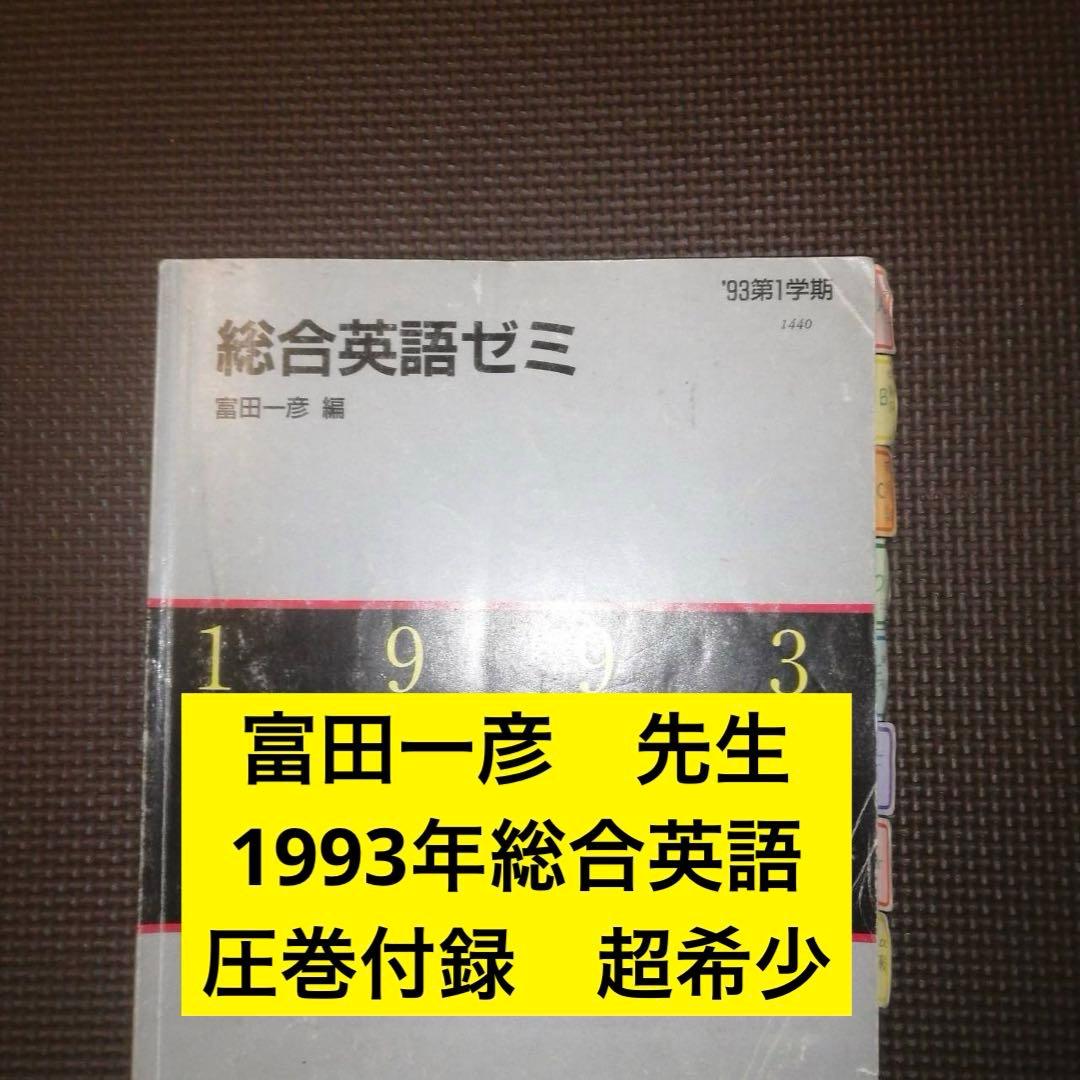 '93第1学期
1440
総合英語ゼミ
富田一彦 編
1 9 9 3
富田一彦　先生
1993年総合英語
圧巻付録　超希少
B
C